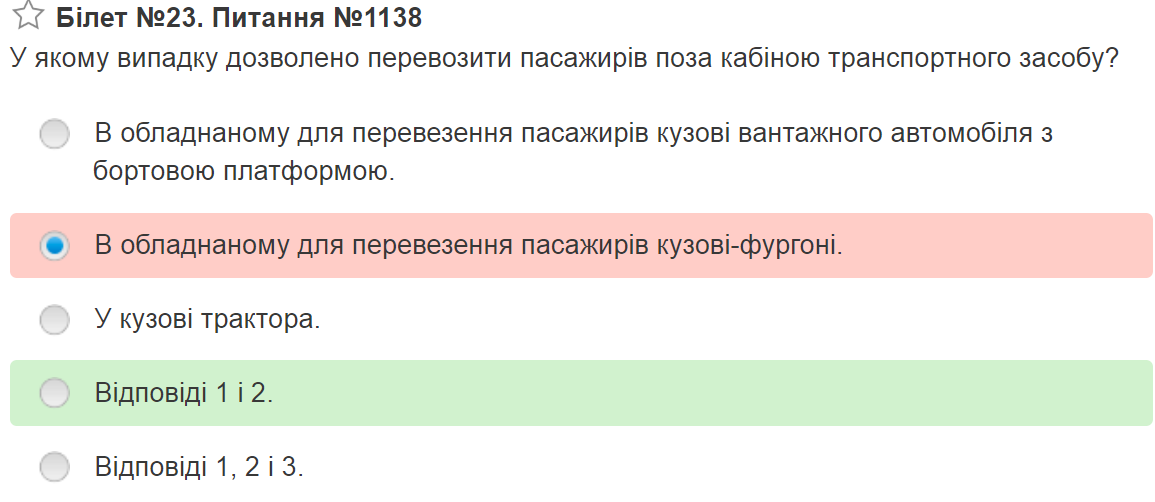 Білет №23. Питання №1138
У якому випадку дозволено перевозити пасажирів поза кабіною транспортного засобу?
В обладнаному для перевезення пасажирів кузові вантажного автомобіля з
бортовою платформою.
В обладнаному для перевезення пасажирів кузові-фургоні.
У кузові трактора.
Відповіді 1 і 2.
Відповіді 1, 2 і 3.